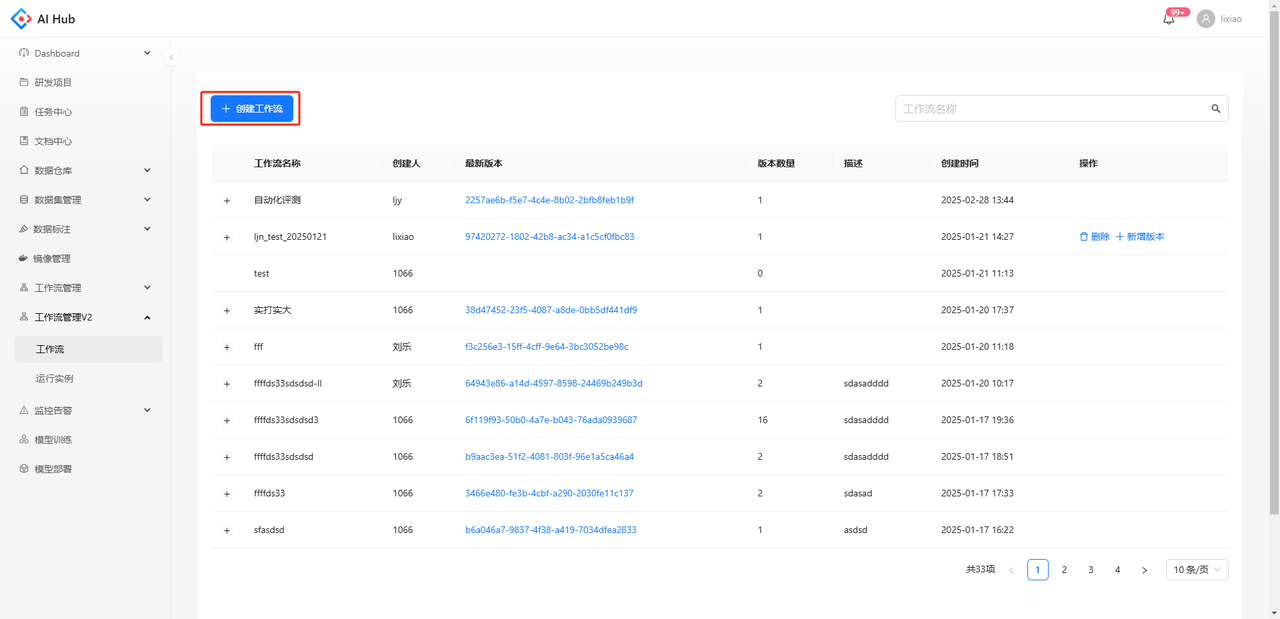 AI Hub
99+
lixiao
Dashboard
研发项目
任务中心
文档中心
数据仓库
数据集管理
数据标注
镜像管理
工作流管理
工作流管理V2
工作流
运行实例
监控告警
模型训练
模型部署
+ 创建工作流
工作流名称
工作流名称 创建人 最新版本 版本数量 描述 创建时间 操作
+ 自动化评测 ljy 2257ae6b-f5e7-4c4e-8b02-2bfb8feb1b9f 1 2025-02-28 13:44
+ ljn_test_20250121 lixiao 97420272-1802-42b8-ac34-a1c5cf0fbc83 1 2025-01-21 14:27 删除 + 新增版本
test 1066 0 2025-01-21 11:13
+ 实打实大 1066 38d47452-23f5-4087-a8de-0bb5df441df9 1 2025-01-20 17:37
+ fff 刘乐 f3c256e3-15ff-4cff-9e64-3bc3052be98c 1 2025-01-20 11:18
+ ffffds33sdsdsd-ll 刘乐 64943e86-a14d-4597-8598-24469b249b3d 2 sdasadddd 2025-01-20 10:17
+ ffffds33sdsdsd3 1066 6f119f93-50b0-4a7e-b043-76ada0939687 16 sdasadddd 2025-01-17 19:36
+ ffffds33sdsdsd 1066 b9aac3ea-51f2-4081-803f-96e1a5ca46a4 2 sdasadddd 2025-01-17 18:51
+ ffffds33 1066 3466e480-fe3b-4cbf-a290-2030fe11c137 2 sdasad 2025-01-17 17:33
+ sfasdsd 1066 b6a046a7-9837-4f38-a419-7034dfea2833 1 asdsd 2025-01-17 16:22
共33项 < 1 2 3 4 > 10 条/页